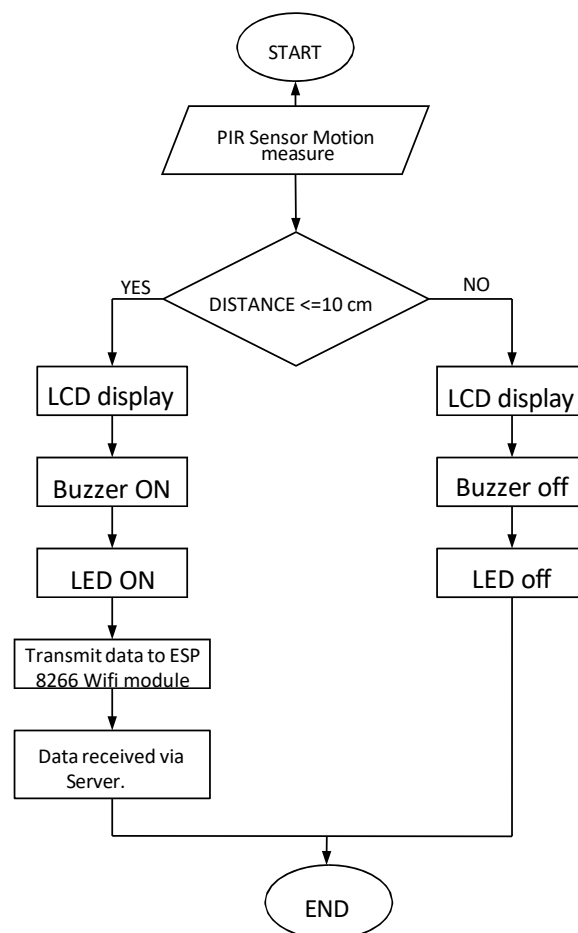 START
PIR Sensor Motion
measure
DISTANCE <=10 cm
YES
NO
LCD display
Buzzer ON
LED ON
Transmit data to ESP
8266 Wifi module
Data received via
Server.
LCD display
Buzzer off
LED off
END